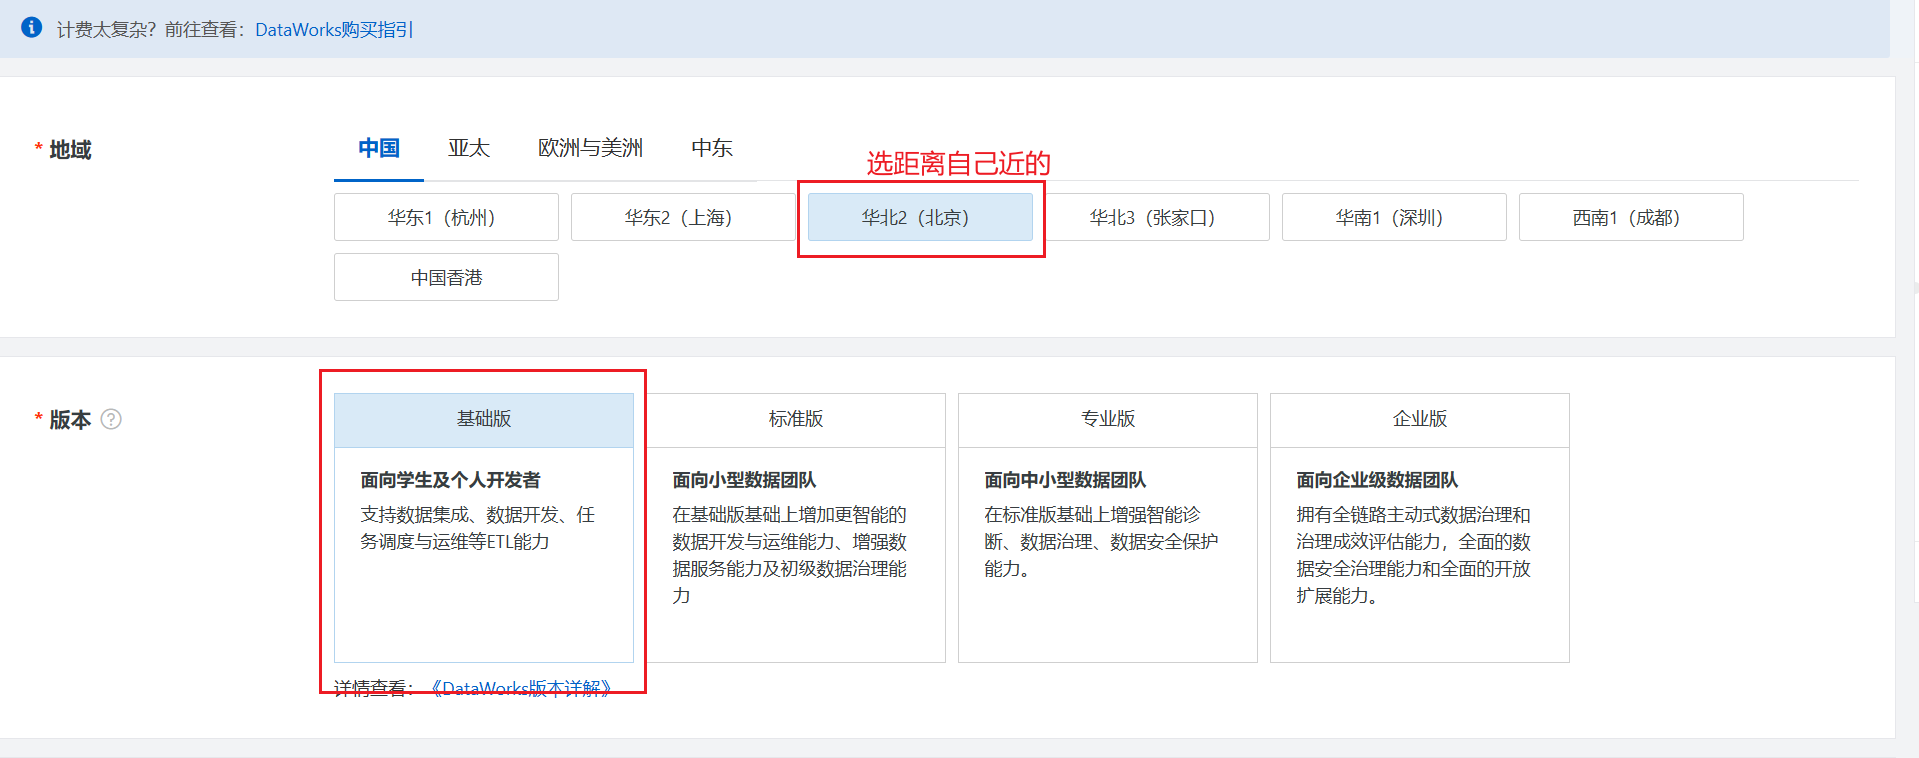 计费太复杂？前往查看：DataWorks购买指引
* 地域
中国 亚太 欧洲与美洲 中东
选距离自己近的
华东1（杭州） 华东2（上海） 华北2（北京） 华北3（张家口） 华南1（深圳） 西南1（成都）
中国香港
* 版本 ?
基础版
面向学生及个人开发者
支持数据集成、数据开发、任
务调度与运维等ETL能力
标准版
面向小型数据团队
在基础版基础上增加更智能的
数据开发与运维能力、增强数
据服务能力及初级数据治理能
力
专业版
面向中小型数据团队
在标准版基础上增强智能诊
断、数据治理、数据安全保护
能力。
企业版
面向企业级数据团队
拥有全链路主动式数据治理和
治理成效评估能力，全面的数
据安全治理能力和全面的开放
扩展能力。
详情查看：《DataWorks版本详解》